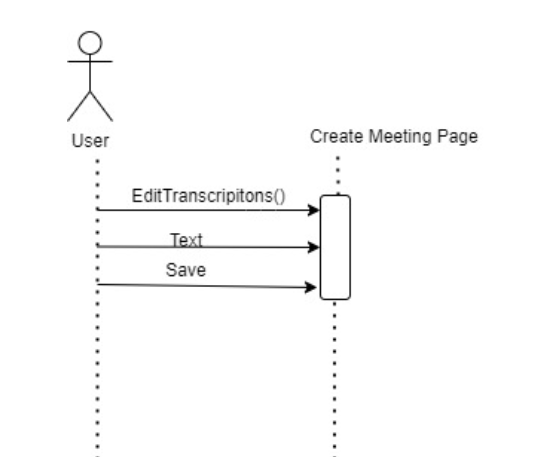 User
Create Meeting Page
EditTranscripitons()
Text
Save